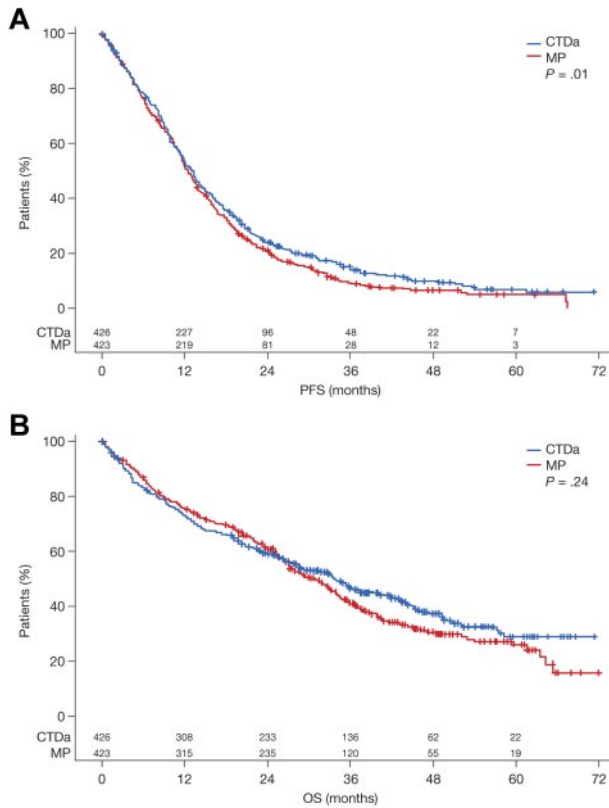 A
100
80
60
40
20
0
Patients (%)
CTDa
MP
P = .01
CTDa 426 227 96 48 22 7
MP 423 219 81 28 12 3
0 12 24 36 48 60 72
PFS (months)
B
100
80
60
40
20
0
Patients (%)
CTDa
MP
P = .24
CTDa 426 308 233 136 62 22
MP 423 315 235 120 55 19
0 12 24 36 48 60 72
OS (months)